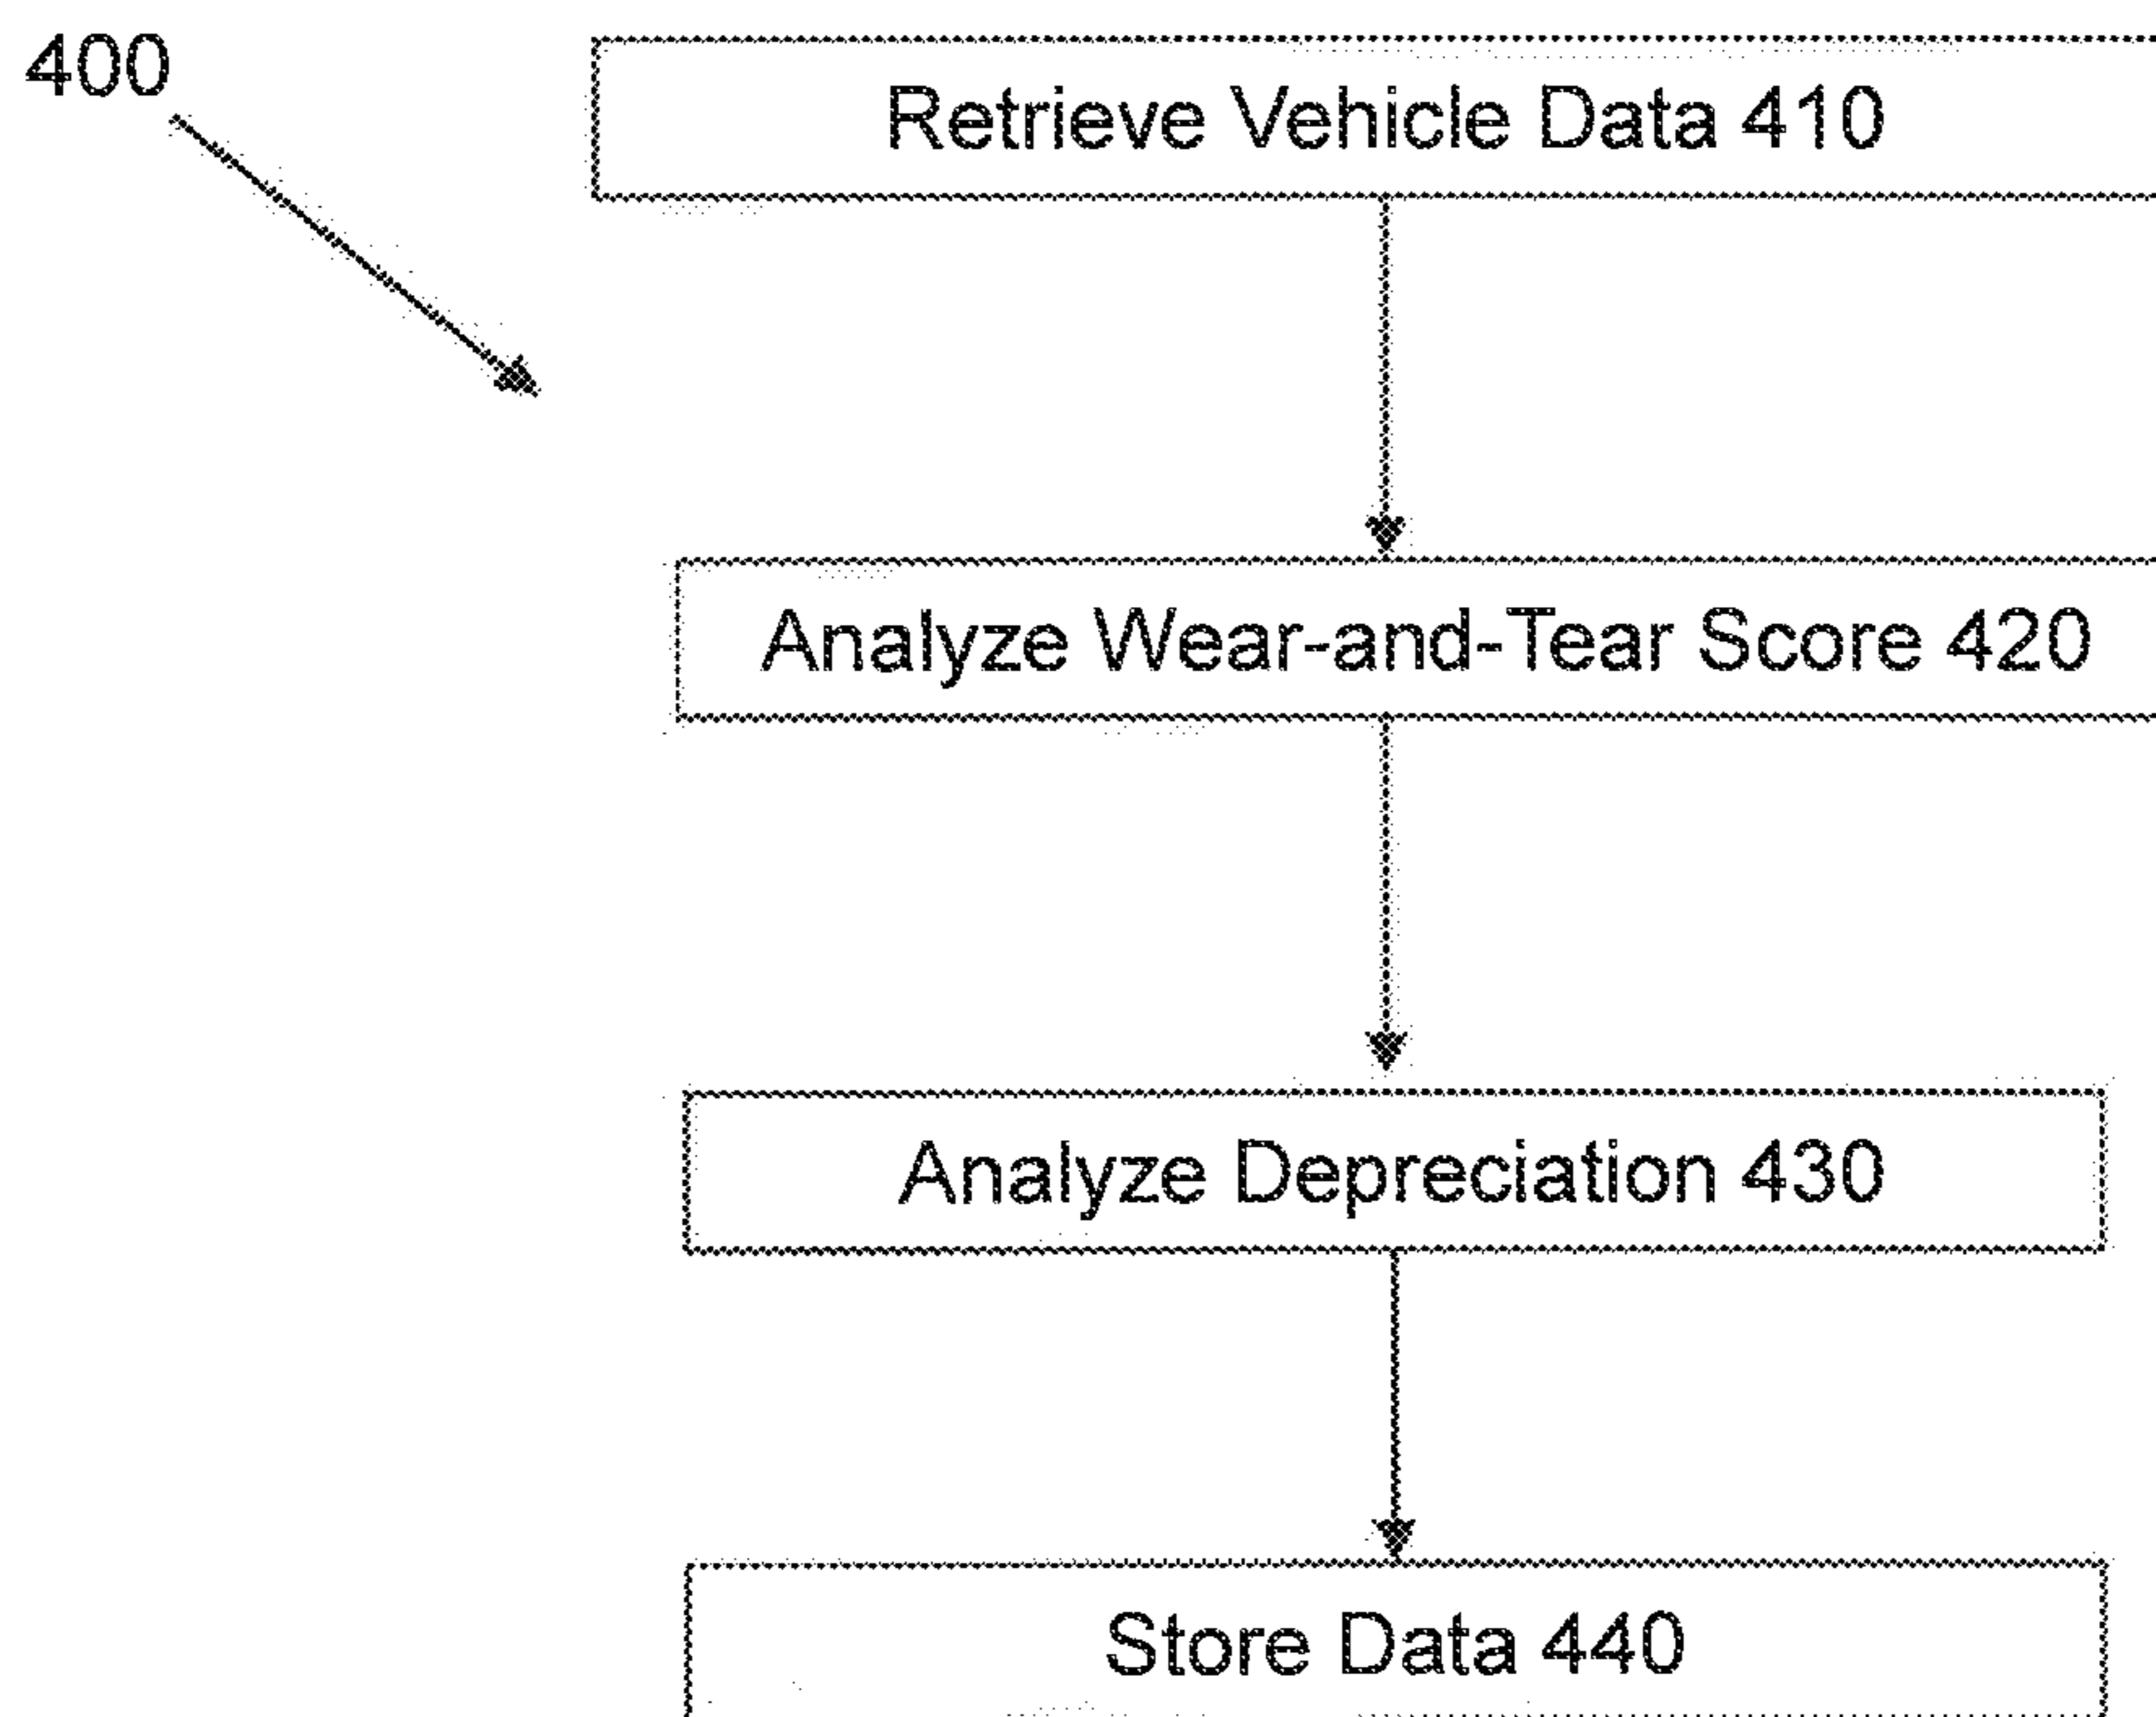 400
Retrieve Vehicle Data 410
Analyze Wear-and-Tear Score 420
Analyze Depreciation 430
Store Data 440